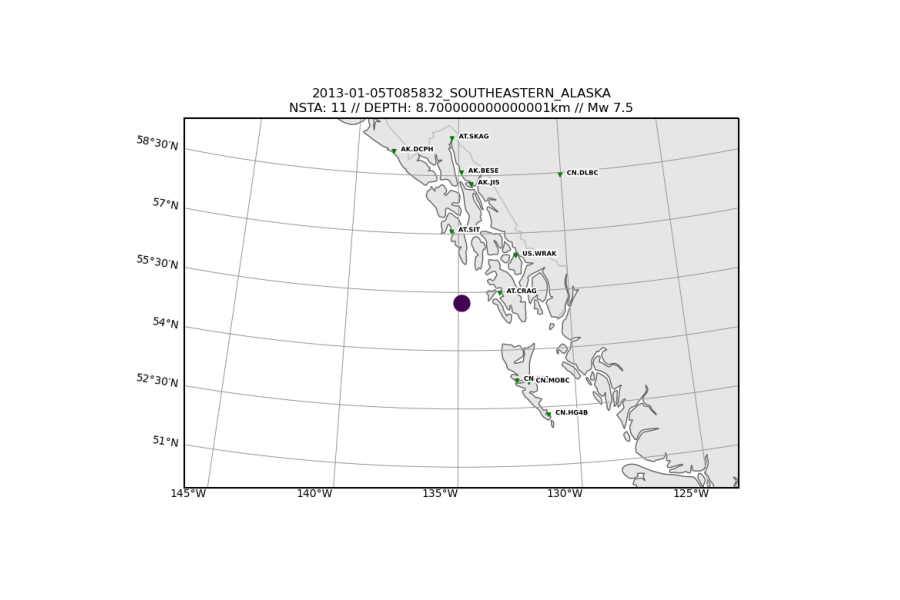 2013-01-05T085832_SOUTHEASTERN_ALASKA
NSTA: 11 // DEPTH: 8.700000000000001km // Mw 7.5
58°30'N
57°N
55°30'N
54°N
52°30'N
51°N
AT.SKAG
AK.DCPH
AK.BESE
CN.DLBC
AK.JIS
AT.SIT
US.WRAK
AT.CRAG
CN
CN.MOBC
CN.HG4B
145°W
140°W
135°W
130°W
125°W